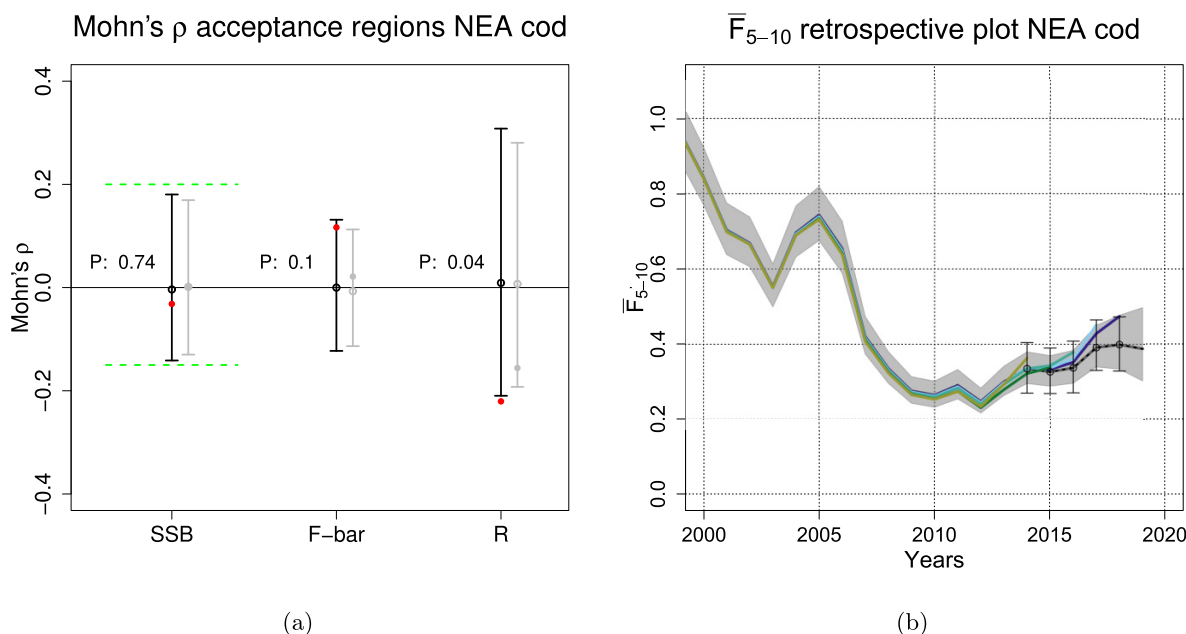 Mohn's ρ acceptance regions NEA cod
Mohn's ρ
0.4
0.2
0.0
−0.2
−0.4
P: 0.74
P: 0.1
P: 0.04
SSB
F−bar
R
(a)
F̅5−10 retrospective plot NEA cod
F̅5−10
1.0
0.8
0.6
0.4
0.2
0.0
2000
2005
2010
2015
2020
Years
(b)